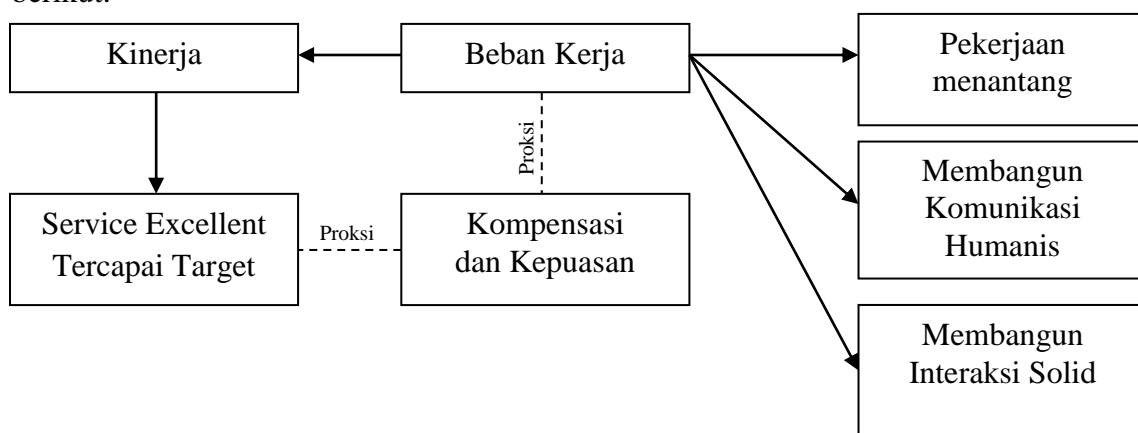 berikut.
Kinerja
Beban Kerja
Pekerjaan
menantang
Proksi
Membangun
Komunikasi
Humanis
Service Excellent
Tercapai Target
Proksi
Kompensasi
dan Kepuasan
Membangun
Interaksi Solid